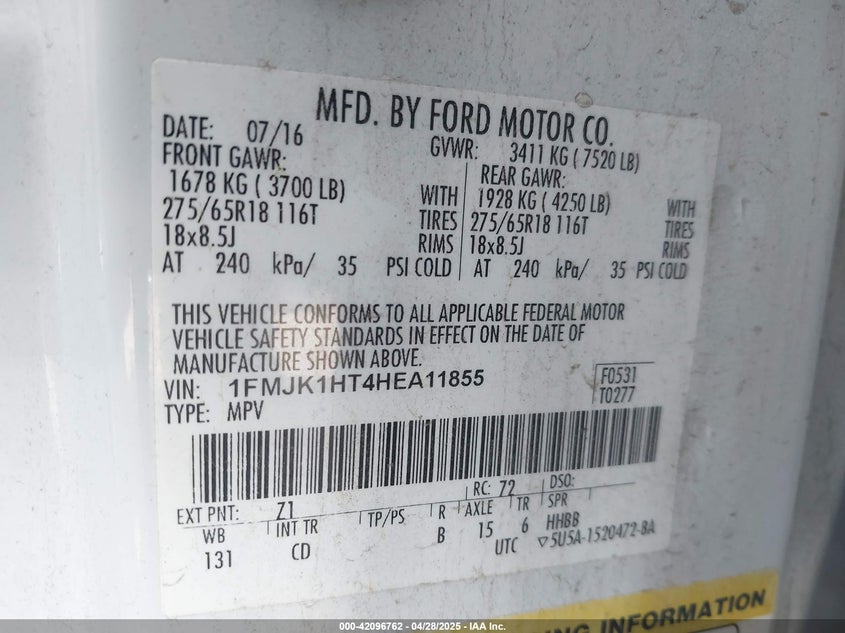 MFD. BY FORD MOTOR CO.
DATE: 07/16 GVWR: 3411 KG ( 7520 LB)
FRONT GAWR: REAR GAWR:
1678 KG ( 3700 LB) WITH 1928 KG ( 4250 LB) WITH
275/65R18 116T TIRES 275/65R18 116T TIRES
18x8.5J RIMS 18x8.5J RIMS
AT 240 kPa/ 35 PSI COLD AT 240 kPa/ 35 PSI COLD
THIS VEHICLE CONFORMS TO ALL APPLICABLE FEDERAL MOTOR
VEHICLE SAFETY STANDARDS IN EFFECT ON THE DATE OF
MANUFACTURE SHOWN ABOVE.
VIN: 1FMJK1HT4HEA11855 F0531
TYPE: MPV T0277
EXT PNT: Z1 RC: 72 DSO:
WB INT TR TP/PS R AXLE TR SPR
131 CD B 15 6 HHBB
UTC ▽5U5A-1520472-BA
ING INFORMATION
000-42096762 - 04/28/2025 - IAA Inc.